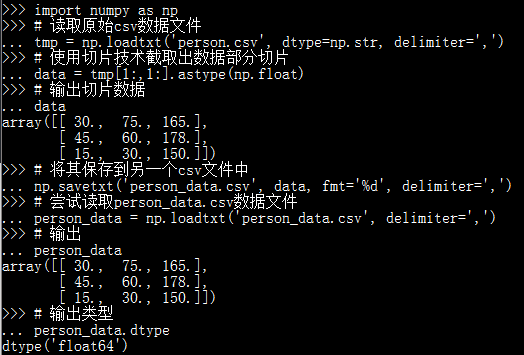 >>> import numpy as np
>>> # 读取原始csv数据文件
... tmp = np.loadtxt('person.csv', dtype=np.str, delimiter=',')
>>> # 使用切片技术截取出数据部分切片
... data = tmp[1:,1:].astype(np.float)
>>> # 输出切片数据
... data
array([[ 30.,  75., 165.],
       [ 45.,  60., 178.],
       [ 15.,  30., 150.]])
>>> # 将其保存到另一个csv文件中
... np.savetxt('person_data.csv', data, fmt='%d', delimiter=',')
>>> # 尝试读取person_data.csv数据文件
... person_data = np.loadtxt('person_data.csv', delimiter=',')
>>> # 输出
... person_data
array([[ 30.,  75., 165.],
       [ 45.,  60., 178.],
       [ 15.,  30., 150.]])
>>> # 输出类型
... person_data.dtype
dtype('float64')